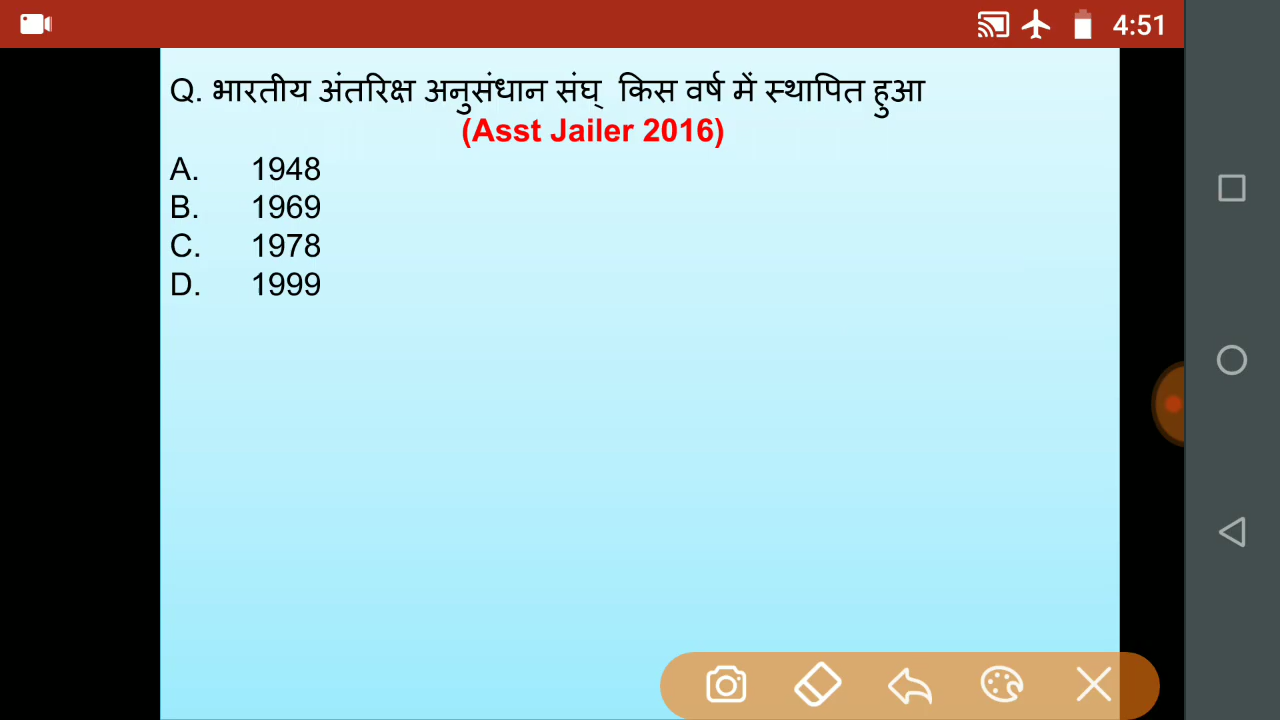 4:51
Q. भारतीय अंतरिक्ष अनुसंधान संघ् किस वर्ष में स्थापित हुआ
(Asst Jailer 2016)
A. 1948
B. 1969
C. 1978
D. 1999